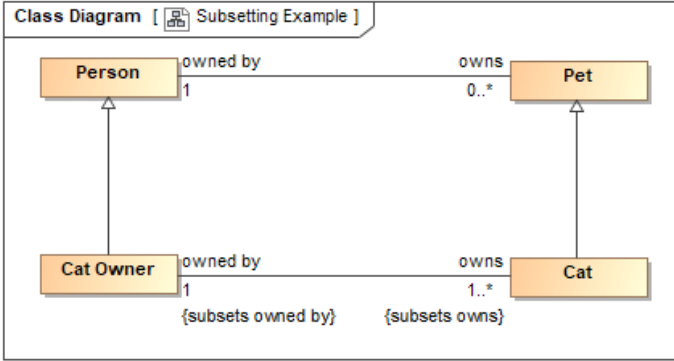 Class Diagram [ Subsetting Example ]
owned by owns
Person Pet
1 0..*
owned by owns
Cat Owner Cat
1 1..*
{subsets owned by} {subsets owns}